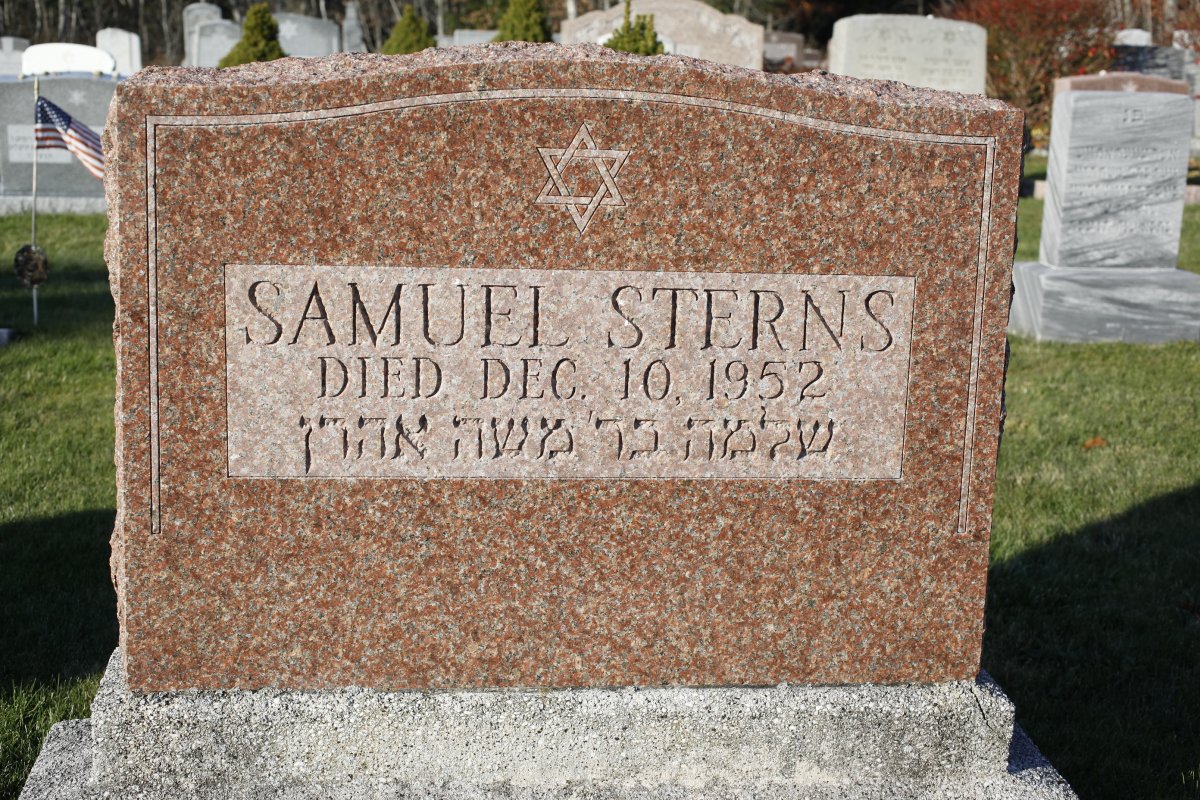 SAMUEL STERNS
DIED DEC. 10, 1952
שלמה בר' משה אהרן